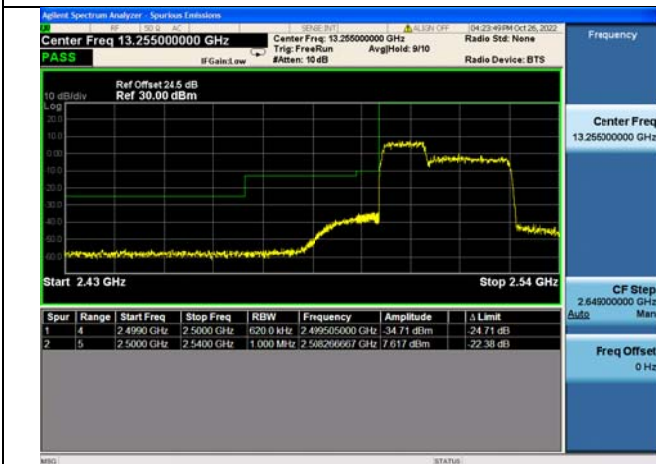 Agilent Spectrum Analyzer - Spurious Emissions
RF 50 Ω AC SENSE:INT ALIGN OFF 04:23:49 PM Oct 26, 2022
Center Freq 13.255000000 GHz
Center Freq: 13.255000000 GHz
Radio Std: None
PASS
IFGain:Low
Trig: FreeRun
Avg|Hold: 9/10
#Atten: 10 dB
Radio Device: BTS
Ref Offset 24.5 dB
10 dB/div Ref 30.00 dBm
Log
20.0
10.0
0.00
10.0
20.0
30.0
40.0
50.0
60.0
Start 2.43 GHz Stop 2.54 GHz
Spur Range Start Freq Stop Freq RBW Frequency Amplitude Δ Limit
1 4 2.4990 GHz 2.5000 GHz 620.0 kHz 2.499505000 GHz -34.71 dBm -24.71 dB
2 5 2.5000 GHz 2.5400 GHz 1.000 MHz 2.508266667 GHz 7.617 dBm -22.38 dB
MSG STATUS
Frequency
Center Freq
13.255000000 GHz
CF Step
2.649000000 GHz
Auto Man
Freq Offset
0 Hz